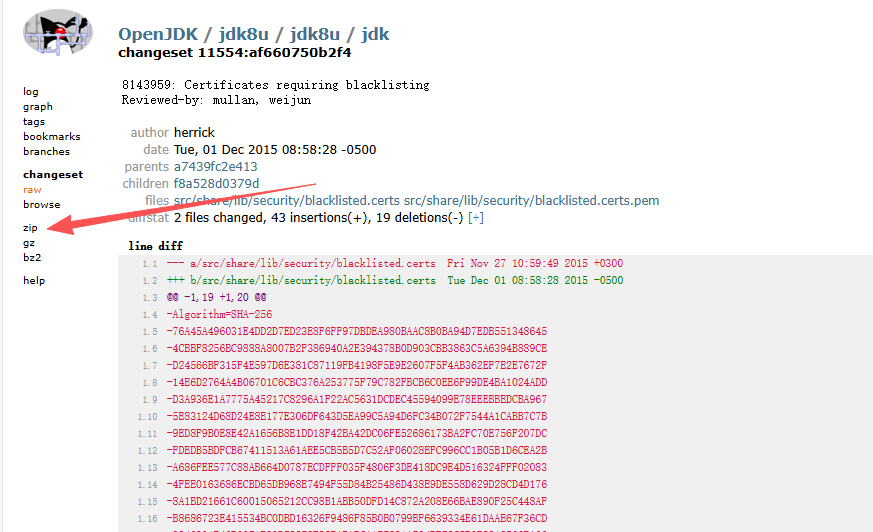 OpenJDK / jdk8u / jdk8u / jdk
changeset 11554:af660750b2f4
8143959: Certificates requiring blacklisting
Reviewed-by: mullan, weijun
log
graph
tags
bookmarks
branches
changeset
raw
browse
zip
gz
bz2
help
author herrick
date Tue, 01 Dec 2015 08:58:28 -0500
parents a7439fc2e413
children f8a528d0379d
files src/share/lib/security/blacklisted.certs src/share/lib/security/blacklisted.certs.pem
diffstat 2 files changed, 43 insertions(+), 19 deletions(-) [+]
line diff
1.1 --- a/src/share/lib/security/blacklisted.certs Fri Nov 27 10:59:49 2015 +0300
1.2 +++ b/src/share/lib/security/blacklisted.certs Tue Dec 01 08:58:28 2015 -0500
1.3 @@ -1,19 +1,20 @@
1.4 -Algorithm=SHA-256
1.5 -76A45A496031E4DD2D7ED23E8F6FF97DBDEA980BAAC8B0BA94D7EDB551348645
1.6 -4CBBF8256BC9888A8007B2F386940A2E394378B0D903CBB3863C5A6394B889CE
1.7 -D24566BF315F4E597D6E381C87119FB4198F5E9E2607F5F4AB362EF7E2E7672F
1.8 -14E6D2764A4B06701C6CBC376A253775F79C782FBCB6C0EE6F99DE4BA1024ADD
1.9 -D3A936E1A7775A45217C8296A1F22AC5631DCDEC45594099E78EEEBBEDCBA967
1.10 -5E83124D68D24E8E177E306DF643D5EA99C5A94D6FC34B072F7544A1CABB7C7B
1.11 -9ED8F9B0E8E42A1656B8E1DD18F42BA42DC06FE52686173BA2FC70E756F207DC
1.12 -FDEDB5BDFCB67411513A61AEE5CB5B5D7C52AF06028EFC996CC1B05B1D6CEA2B
1.13 -A686FEE577C88AB664D0787ECDFFF035F4806F3DE418DC9E4D516324FFF02083
1.14 -4FEE0163686ECBD65DB968E7494F55D84B25486D438E9DE558D629D28CD4D176
1.15 -8A1BD21661C60015065212CC98B1ABB50DFD14C872A208E66BAE890F25C448AF
1.16 -B8686723E415534BC0DBD16326F9486F85B0B0799BF6639334E61DAAE67F36CD